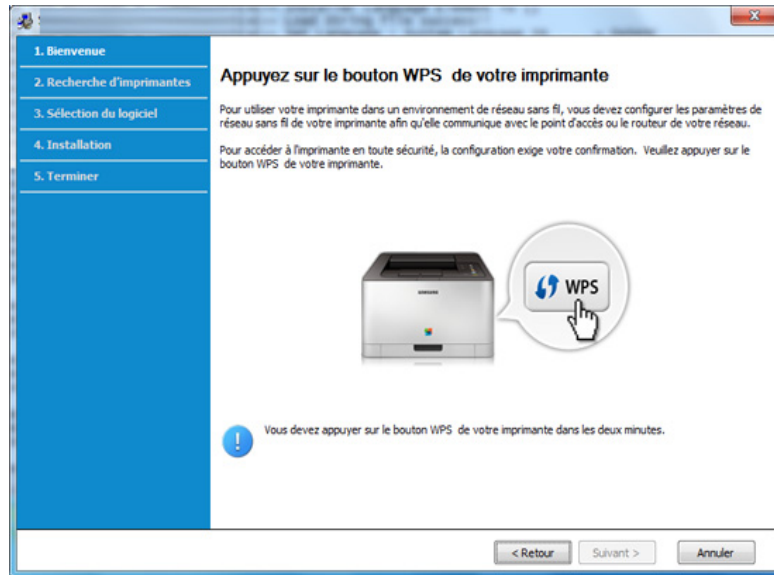 1. Bienvenue
2. Recherche d'imprimantes
3. Sélection du logiciel
4. Installation
5. Terminer
Appuyez sur le bouton WPS de votre imprimante
Pour utiliser votre imprimante dans un environnement de réseau sans fil, vous devez configurer les paramètres de
réseau sans fil de votre imprimante afin qu'elle communique avec le point d'accès ou le routeur de votre réseau.
Pour accéder à l'imprimante en toute sécurité, la configuration exige votre confirmation. Veuillez appuyer sur le
bouton WPS de votre imprimante.
SAMSUNG
WPS
Vous devez appuyer sur le bouton WPS de votre imprimante dans les deux minutes.
< Retour
Suivant >
Annuler